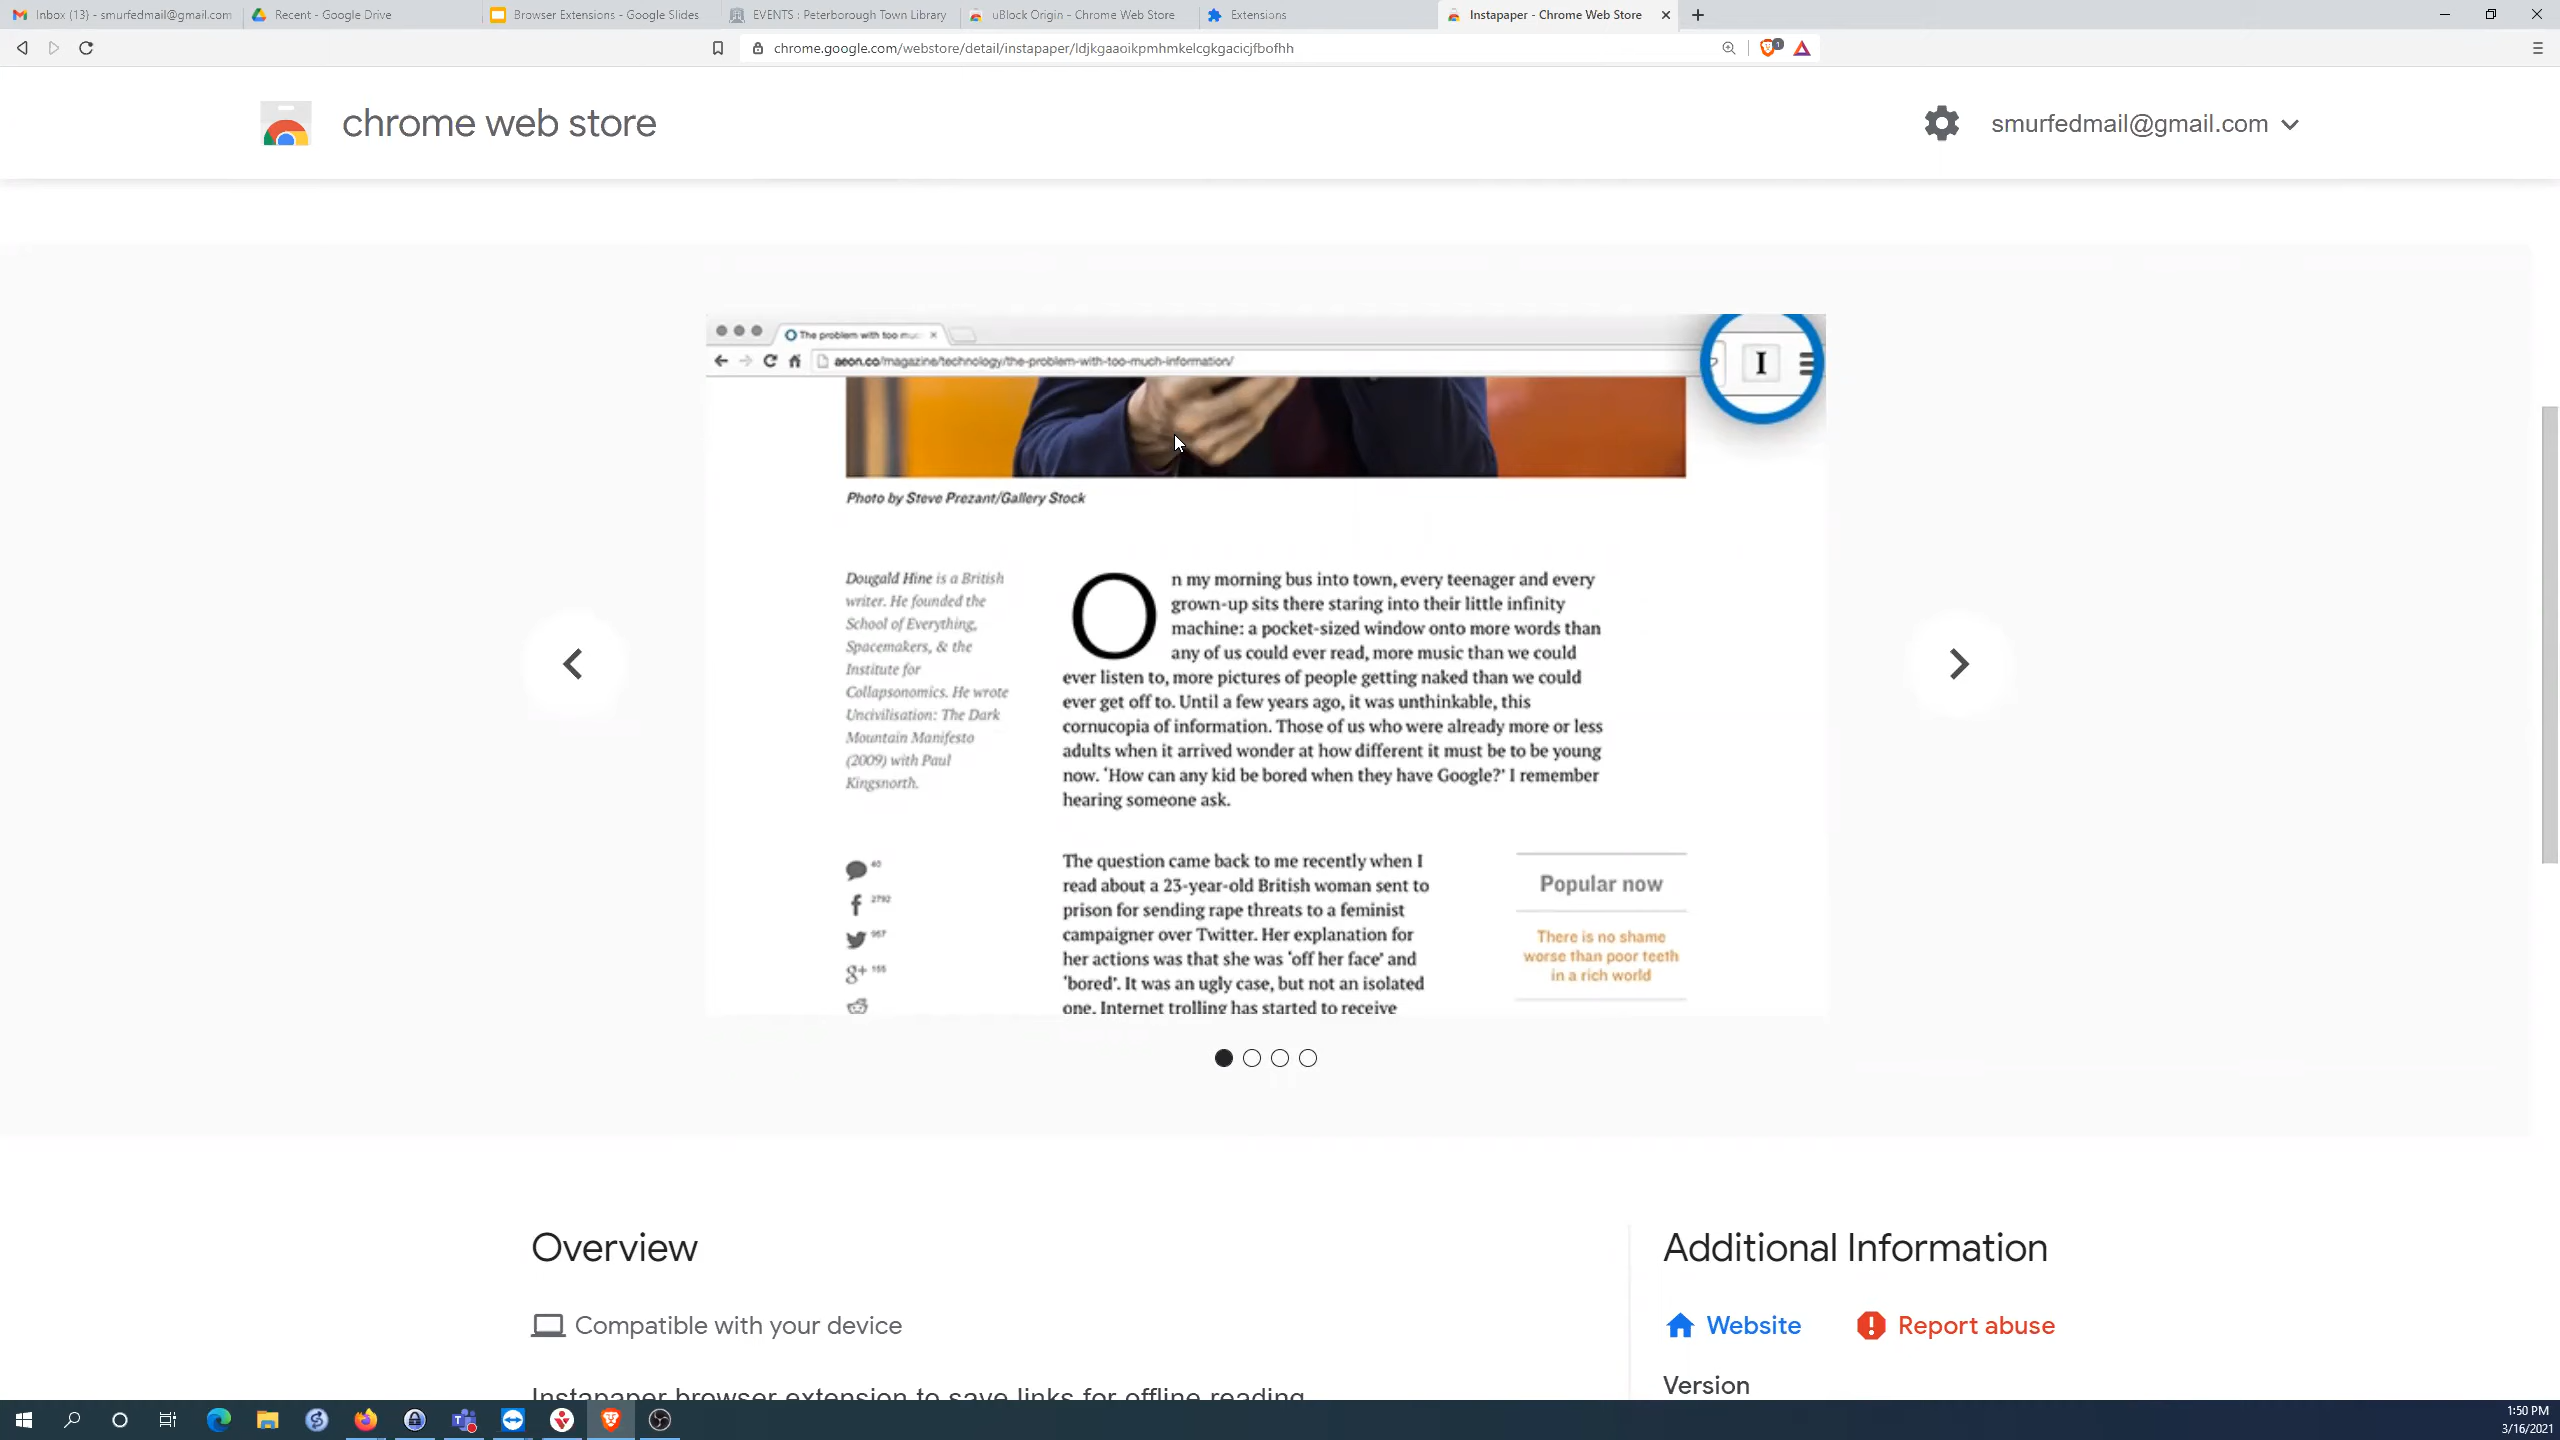 Inbox (13) - smurfedmail@gmail.com
Recent - Google Drive
Browser Extensions - Google Slides
EVENTS : Peterborough Town Library
uBlock Origin - Chrome Web Store
Extensions
Instapaper - Chrome Web Store
chrome.google.com/webstore/detail/instapaper/ldjkgaaoikpmhmkelcgkgacicjfbofhh
1
chrome web store
smurfedmail@gmail.com
The problem with too muc
aeon.co/magazine/technology/the-problem-with-too-much-information/
I
Photo by Steve Prezant/Gallery Stock
Dougald Hine is a British
writer. He founded the
School of Everything,
Spacemakers, & the
Institute for
Collapsonomics. He wrote
Uncivilisation: The Dark
Mountain Manifesto
(2009) with Paul
Kingsnorth.
On my morning bus into town, every teenager and every
grown-up sits there staring into their little infinity
machine: a pocket-sized window onto more words than
any of us could ever read, more music than we could
ever listen to, more pictures of people getting naked than we could
ever get off to. Until a few years ago, it was unthinkable, this
cornucopia of information. Those of us who were already more or less
adults when it arrived wonder at how different it must be to be young
now. ‘How can any kid be bored when they have Google?’ I remember
hearing someone ask.
40
2792
967
g+ 155
The question came back to me recently when I
read about a 23-year-old British woman sent to
prison for sending rape threats to a feminist
campaigner over Twitter. Her explanation for
her actions was that she was ‘off her face’ and
‘bored’. It was an ugly case, but not an isolated
one. Internet trolling has started to receive
Popular now
There is no shame
worse than poor teeth
in a rich world
Overview
Compatible with your device
Instapaper browser extension to save links for offline reading
Additional Information
Website
Report abuse
Version
1:50 PM
3/16/2021